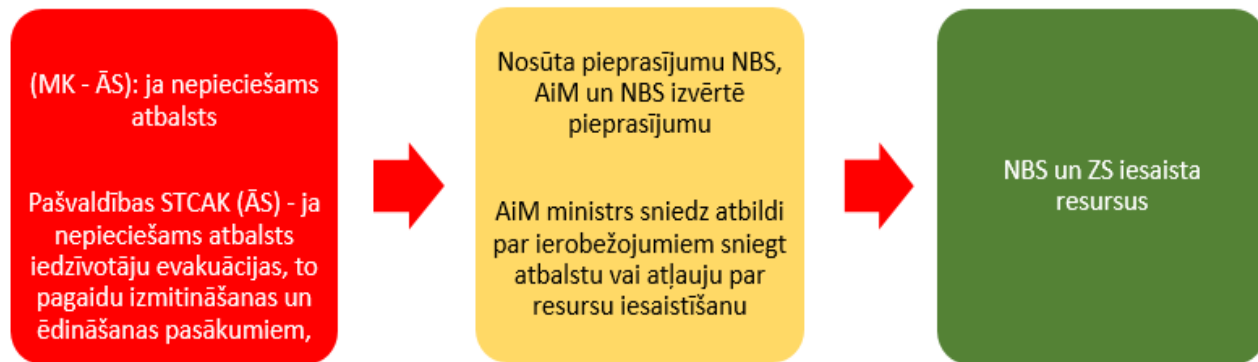 (MK - ĀS): ja nepieciešams
atbalsts
Pašvaldības STCAK (ĀS) - ja
nepieciešams atbalsts
iedzīvotāju evakuācijas, to
pagaidu izmitināšanas un
ēdināšanas pasākumiem,
Nosūta pieprasījumu NBS,
AiM un NBS izvērtē
pieprasījumu
AiM ministrs sniedz atbildi
par ierobežojumiem sniegt
atbalstu vai atļauju par
resursu iesaistīšanu
NBS un ZS iesaista
resursus